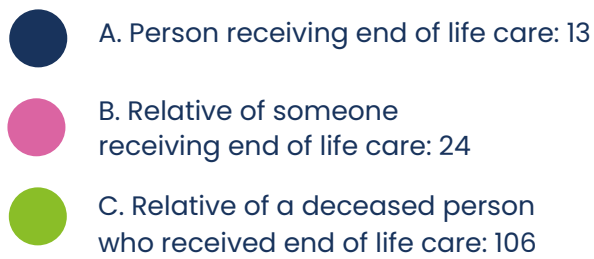 A. Person receiving end of life care: 13
B. Relative of someone
receiving end of life care: 24
C. Relative of a deceased person
who received end of life care: 106